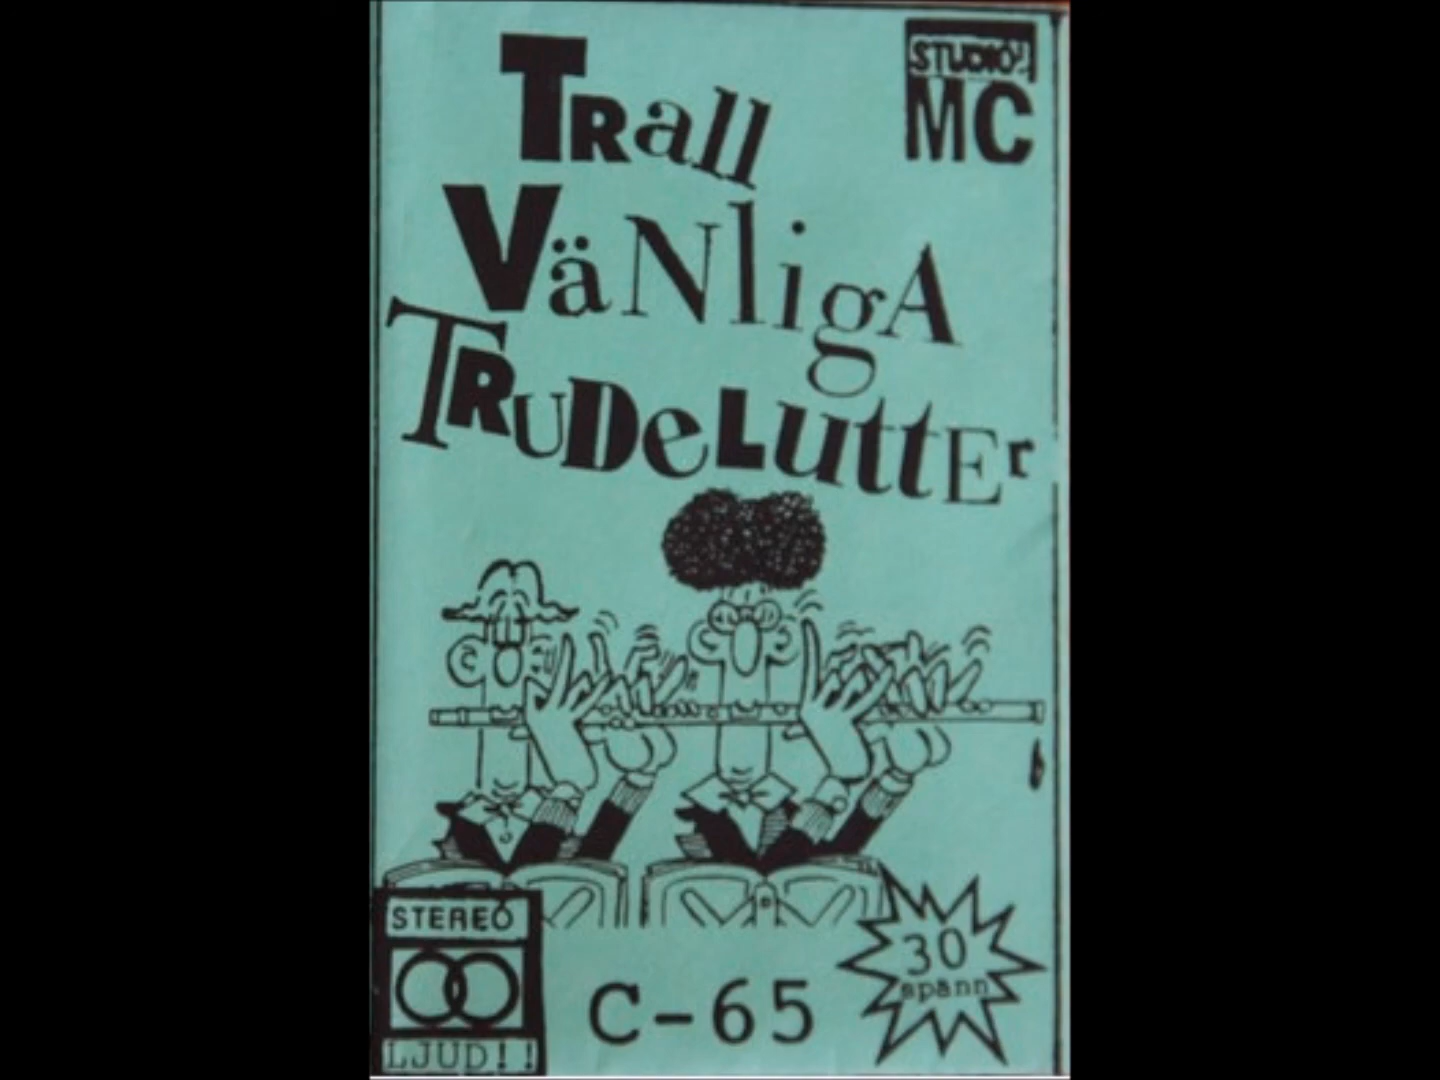 STUDIO!
MC
TRall
VäNligA
TRUDeLuttEr
STEREO
LJUD!!
C-65
30
spänn